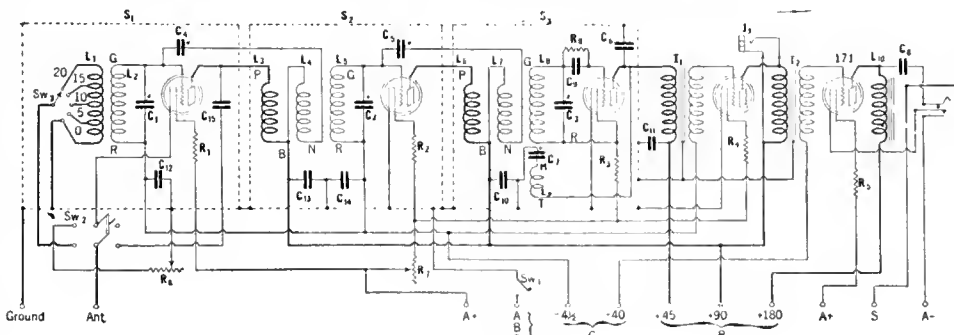 S1 S2 S3
C4 C5 C6 R8 J1 C8
L1 L2 G L3 P L4 L5 G L6 P L7 G L8 T1 T2 171 L10
20 15 10 5 0
Sw3
C1 C15 C2 C9 C3 C11
R B N R B N R
C12 R1 C13 C14 R2 C10 C7 M L9 T R3 R4 R5
Sw2
R6 R7 Sw1
Ground Ant. A+ A- B- -4½ -40 +45 +90 +180 A+ S A-
C B